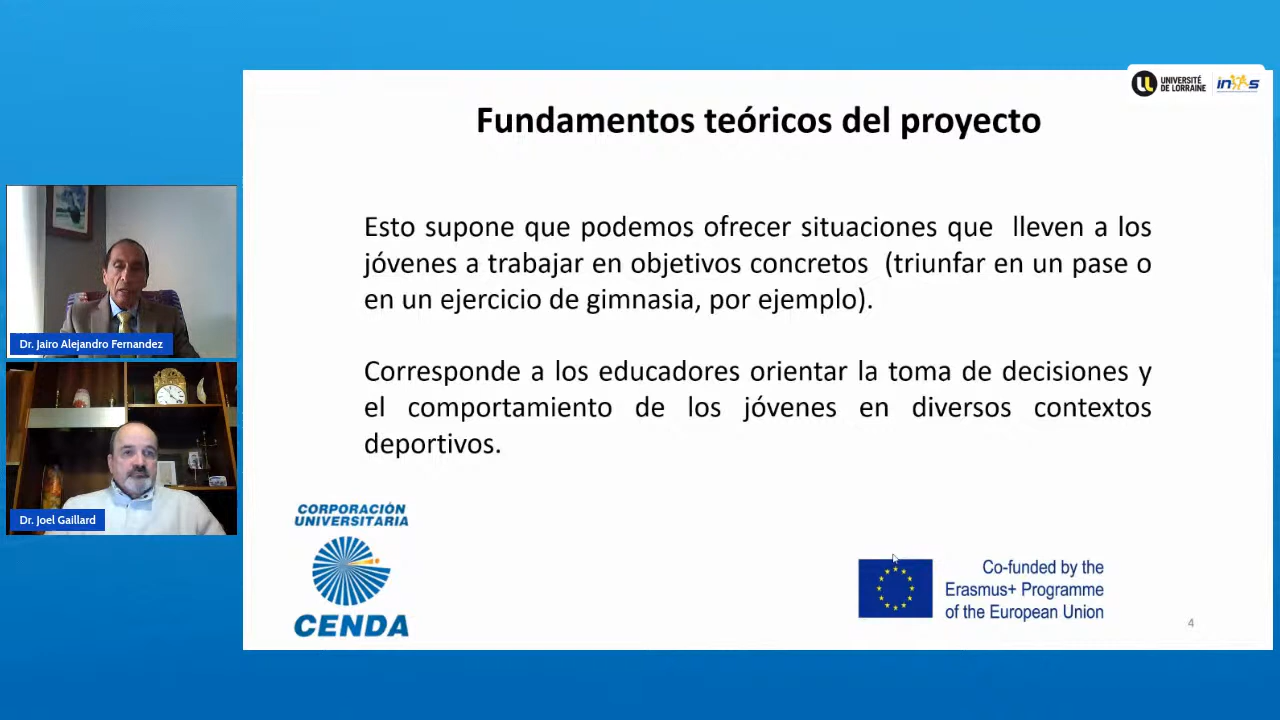 UNIVERSITÉ
DE LORRAINE
Fundamentos teóricos del proyecto
Esto supone que podemos ofrecer situaciones que lleven a los
jóvenes a trabajar en objetivos concretos (triunfar en un pase o
en un ejercicio de gimnasia, por ejemplo).
Corresponde a los educadores orientar la toma de decisiones y
el comportamiento de los jóvenes en diversos contextos
deportivos.
Dr. Jairo Alejandro Fernandez
Dr. Joel Gaillard
CORPORACIÓN
UNIVERSITARIA
CENDA
Co-funded by the
Erasmus+ Programme
of the European Union
4